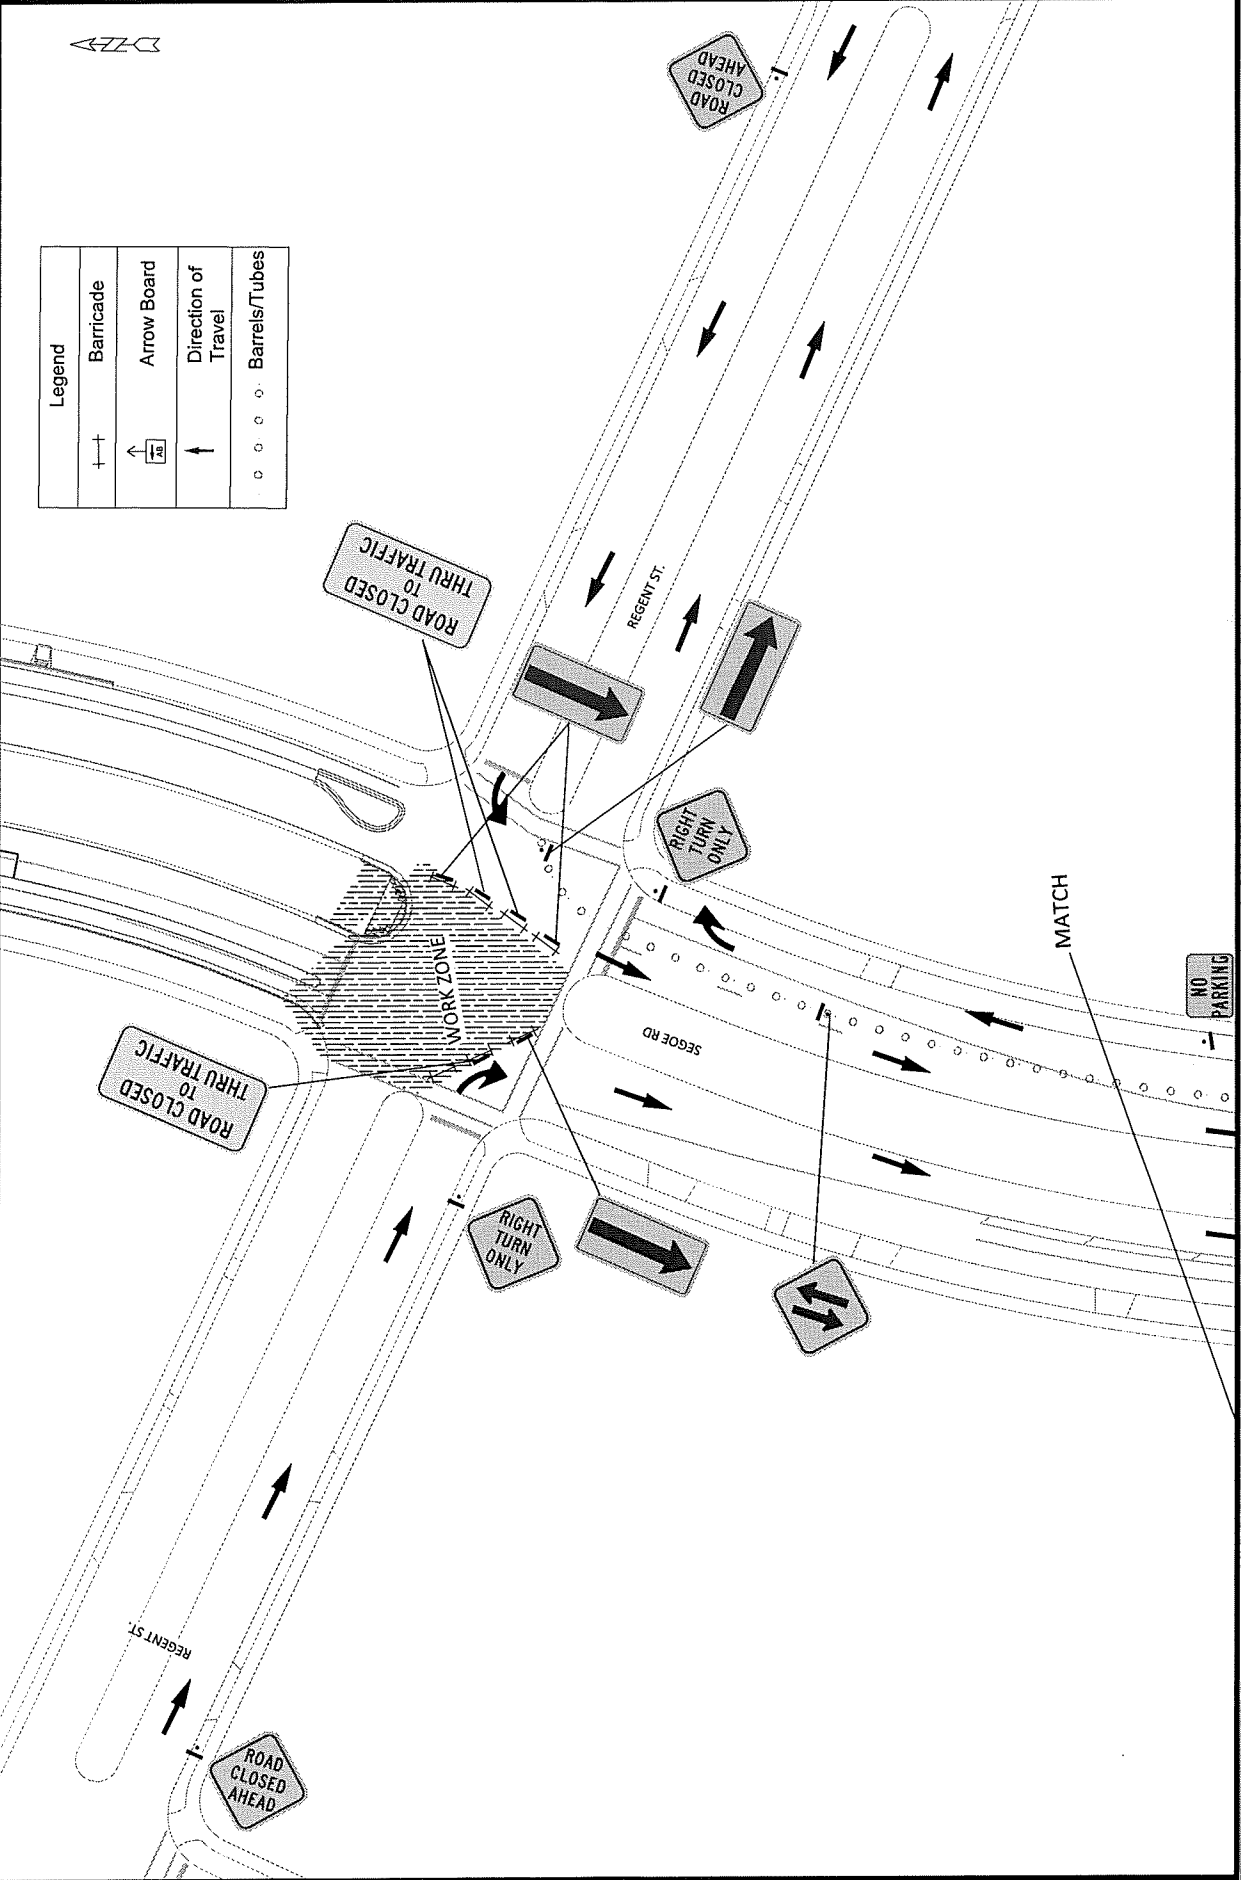 N
Legend
Barricade
AB
Arrow Board
Direction of
Travel
Barrels/Tubes
ROAD
CLOSED
AHEAD
ROAD CLOSED
TO
THRU TRAFFIC
REGENT ST.
RIGHT
TURN
ONLY
WORK ZONE
ROAD CLOSED
TO
THRU TRAFFIC
SEGOE RD
MATCH
NO
PARKING
RIGHT
TURN
ONLY
REGENT ST.
ROAD
CLOSED
AHEAD